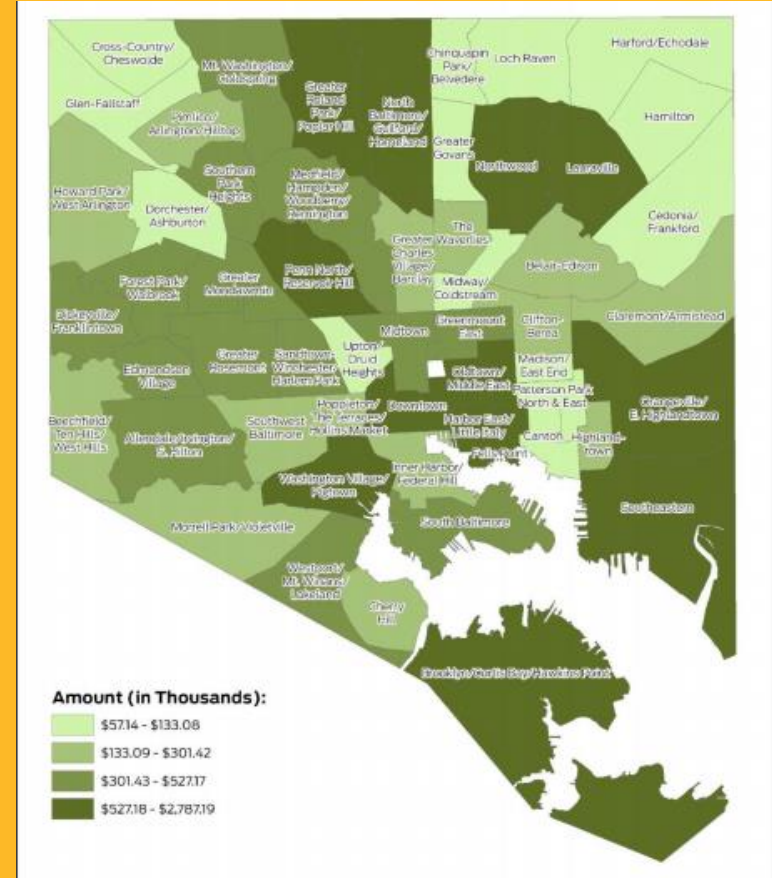 Cross-Country/
Cheswolde
Mt. Washington/
Coldspring
Greater
Roland
Park/
Poplar Hill
North
Baltimore/
Guilford/
Homeland
Chinquapin
Park/
Belvedere
Loch Raven
Harford/Echodale
Glen-Fallstaff
Pimlico/
Arlington/Hilltop
Hamilton
Greater
Govans
Northwood
Lauraville
Southern
Park
Heights
Medfield/
Hampden/
Woodberry/
Remington
Howard Park/
West Arlington
Dorchester/
Ashburton
Cedonia/
Frankford
The
Waverlies
Greater
Charles
Village/
Barclay
Belair-Edison
Forest Park/
Walbrook
Greater
Mondawmin
Penn North/
Reservoir Hill
Midway/
Coldstream
Dickeyville/
Franklintown
Midtown
Greenmount
East
Clifton-
Berea
Claremont/Armistead
Edmondson
Village
Greater
Rosemont
Sandtown-
Winchester/
Harlem Park
Upton/
Druid
Heights
Oldtown/
Middle East
Madison/
East End
Patterson Park
North & East
Orangeville/
E. Highlandtown
Beechfield/
Ten Hills/
West Hills
Allendale/Irvington/
S. Hilton
Southwest
Baltimore
Poppleton/
The Terraces/
Hollins Market
Downtown
Harbor East/
Little Italy
Fells Point
Canton
Highland-
town
Washington Village/
Pigtown
Inner Harbor/
Federal Hill
Southeastern
Morrell Park/Violetville
South Baltimore
Westport/
Mt. Winans/
Lakeland
Cherry
Hill
Brooklyn/Curtis Bay/Hawkins Point
Amount (in Thousands):
$57.14 - $133.08
$133.09 - $301.42
$301.43 - $527.17
$527.18 - $2,787.19